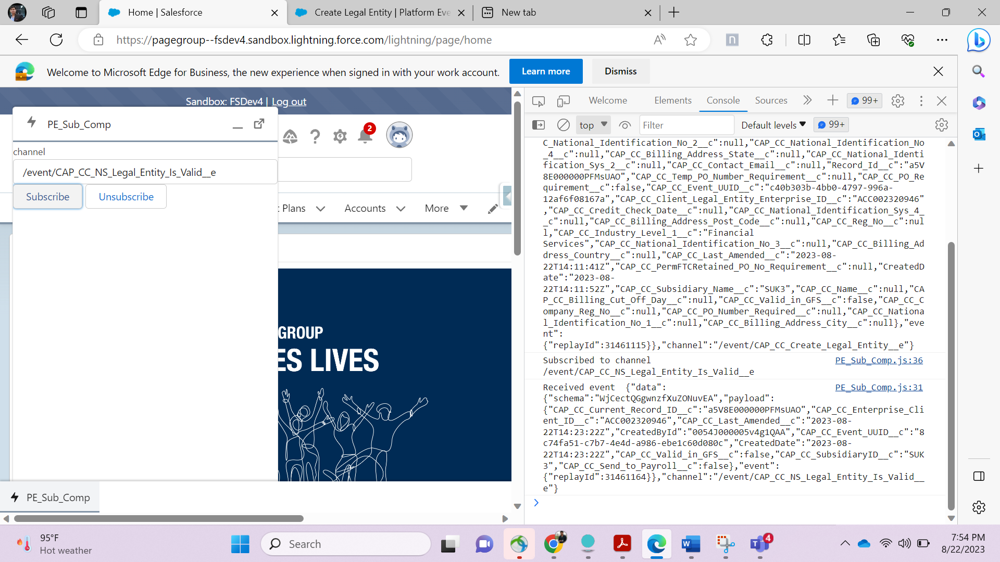 Home | Salesforce
Create Legal Entity | Platform Eve
New tab
https://pagegroup--fsdev4.sandbox.lightning.force.com/lightning/page/home
Welcome to Microsoft Edge for Business, the new experience when signed in with your work account.
Learn more
Dismiss
Sandbox: FSDev4 | Log out
PE_Sub_Comp
2
channel
/event/CAP_CC_NS_Legal_Entity_Is_Valid__e
Subscribe
Unsubscribe
t Plans
Accounts
More
GROUP
ES LIVES
PE_Sub_Comp
Welcome
Elements
Console
Sources
99+
top
Filter
Default levels
99+
C_National_Identification_No_2__c":null,"CAP_CC_National_Identification_No
_4__c":null,"CAP_CC_Billing_Address_State__c":null,"CAP_CC_National_Identi
fication_Sys_2__c":null,"CAP_CC_Contact_Email__c":null,"Record_Id__c":"a5V
8E000000PFMsUAO","CAP_CC_Temp_PO_Number_Requirement__c":null,"CAP_CC_PO_Re
quirement__c":false,"CAP_CC_Event_UUID__c":"c40b303b-4bb0-4797-996a-
12af6f08167a","CAP_CC_Client_Legal_Entity_Enterprise_ID__c":"ACC002320946"
,"CAP_CC_Credit_Check_Date__c":null,"CAP_CC_National_Identification_Sys_4_
_c":null,"CAP_CC_Billing_Address_Post_Code__c":null,"CAP_CC_Reg_No__c":nul
l,"CAP_CC_Industry_Level_1__c":"Financial
Services","CAP_CC_National_Identification_No_3__c":null,"CAP_CC_Billing_Ad
dress_Country__c":null,"CAP_CC_Last_Amended__c":"2023-08-
22T14:11:41Z","CAP_CC_PermFTCRetained_PO_No_Requirement__c":null,"CreatedD
ate":"2023-08-
22T14:11:52Z","CAP_CC_Subsidiary_Name__c":"SUK3","CAP_CC_Name__c":null,"CA
P_CC_Billing_Cut_Off_Day__c":null,"CAP_CC_Valid_in_GFS__c":false,"CAP_CC_C
ompany_Reg_No__c":null,"CAP_CC_PO_Number_Required__c":null,"CAP_CC_Nationa
l_Identification_No_1__c":null,"CAP_CC_Billing_Address_City__c":null},"eve
nt":
{"replayId":31461115}},"channel":"/event/CAP_CC_Create_Legal_Entity__e"}
Subscribed to channel PE_Sub_Comp.js:36
/event/CAP_CC_NS_Legal_Entity_Is_Valid__e
Received event {"data": PE_Sub_Comp.js:31
{"schema":"WjCectQGgwnzfXuZONuvEA","payload":
{"CAP_CC_Current_Record_ID__c":"a5V8E000000PFMsUAO","CAP_CC_Enterprise_Cli
ent_ID__c":"ACC002320946","CAP_CC_Last_Amended__c":"2023-08-
22T14:23:22Z","CreatedById":"0054J000005v4g1QAA","CAP_CC_Event_UUID__c":"8
c74fa51-c7b7-4e4d-a986-ebe1c60d080c","CreatedDate":"2023-08-
22T14:23:22Z","CAP_CC_Valid_in_GFS__c":false,"CAP_CC_SubsidiaryID__c":"SUK
3","CAP_CC_Send_to_Payroll__c":false},"event":
{"replayId":31461164}},"channel":"/event/CAP_CC_NS_Legal_Entity_Is_Valid__
e"}
95°F
Hot weather
Search
4
7:54 PM
8/22/2023